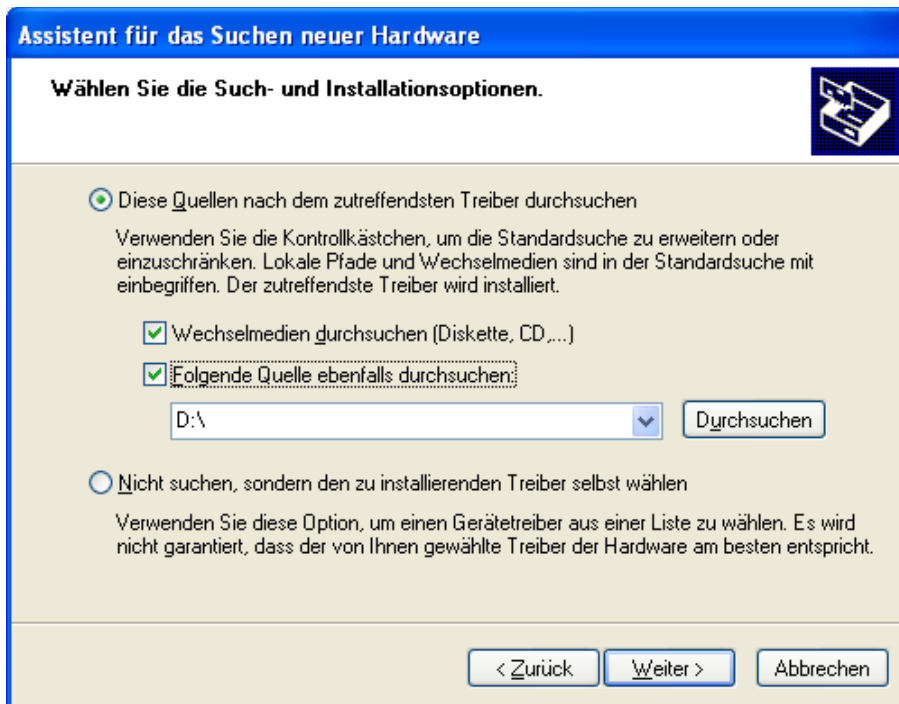 Assistent für das Suchen neuer Hardware
Wählen Sie die Such- und Installationsoptionen.
Diese Quellen nach dem zutreffendsten Treiber durchsuchen
Verwenden Sie die Kontrollkästchen, um die Standardsuche zu erweitern oder
einzuschränken. Lokale Pfade und Wechselmedien sind in der Standardsuche mit
einbegriffen. Der zutreffendste Treiber wird installiert.
Wechselmedien durchsuchen (Diskette, CD,...)
Folgende Quelle ebenfalls durchsuchen:
D:\
Durchsuchen
Nicht suchen, sondern den zu installierenden Treiber selbst wählen
Verwenden Sie diese Option, um einen Gerätetreiber aus einer Liste zu wählen. Es wird
nicht garantiert, dass der von Ihnen gewählte Treiber der Hardware am besten entspricht.
< Zurück
Weiter >
Abbrechen